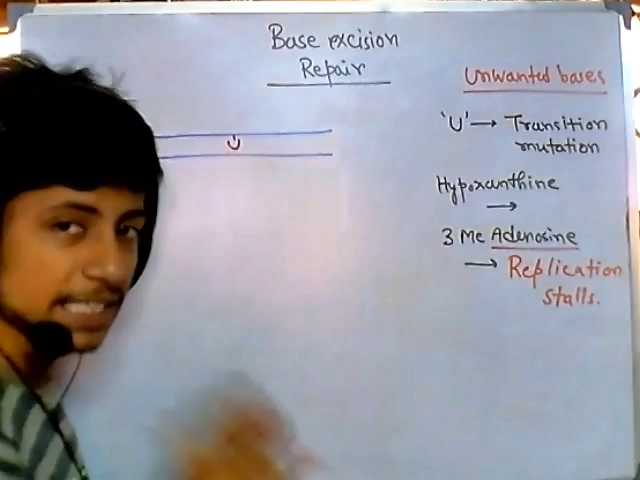 Base excision
Repair
Unwanted bases
'U' → Transition
mutation
U
Hypoxanthine
→
3 Me Adenosine
→ Replication
stalls.